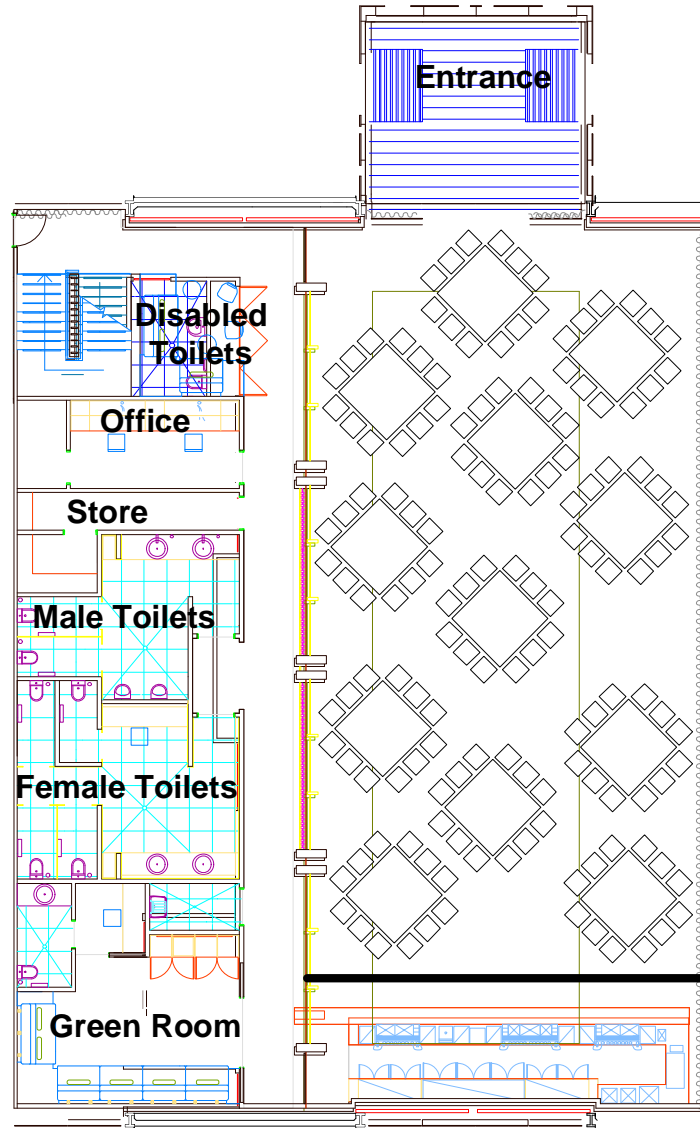 Entrance
Disabled
Toilets
Office
Store
Male Toilets
Female Toilets
Green Room